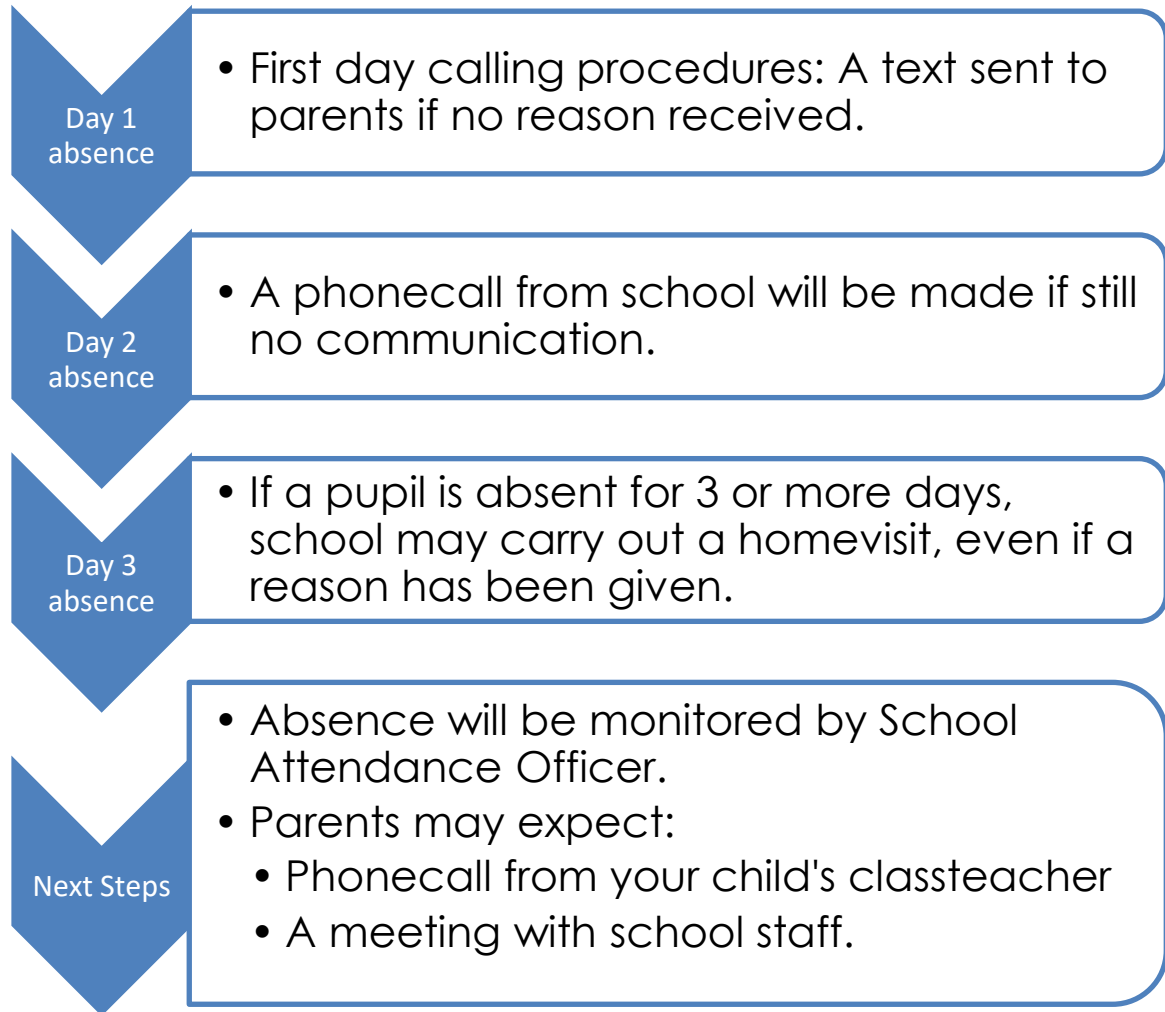 Day 1
absence
• First day calling procedures: A text sent to
parents if no reason received.
Day 2
absence
• A phonecall from school will be made if still
no communication.
Day 3
absence
• If a pupil is absent for 3 or more days,
school may carry out a homevisit, even if a
reason has been given.
Next Steps
• Absence will be monitored by School
Attendance Officer.
• Parents may expect:
• Phonecall from your child's classteacher
• A meeting with school staff.